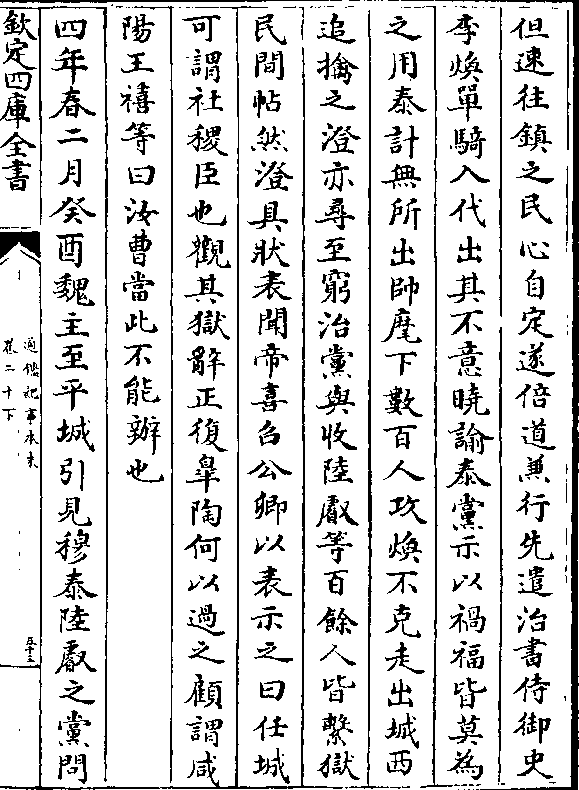 但速往鎮之民心自定遂倍道兼行先遣治書侍御史
李煥單騎入代出其不意曉諭泰黨示以禍福皆莫為
之用泰計無所出帥麾下數百人攻煥不克走出城西
追擒之澄亦尋至窮治黨與收陸叡等百餘人皆繫獄
民間帖然澄具狀表聞帝喜召公卿以表示之曰任城
可謂社稷臣也觀其獄辭正復臯陶何以過之顧謂咸
陽王禧等曰汝曹當此不能辦也
四年春二月癸酉魏主至平城引見穆泰陸叡之黨問
欽定四庫全書
通鑑紀事本末
卷二十下
五十三